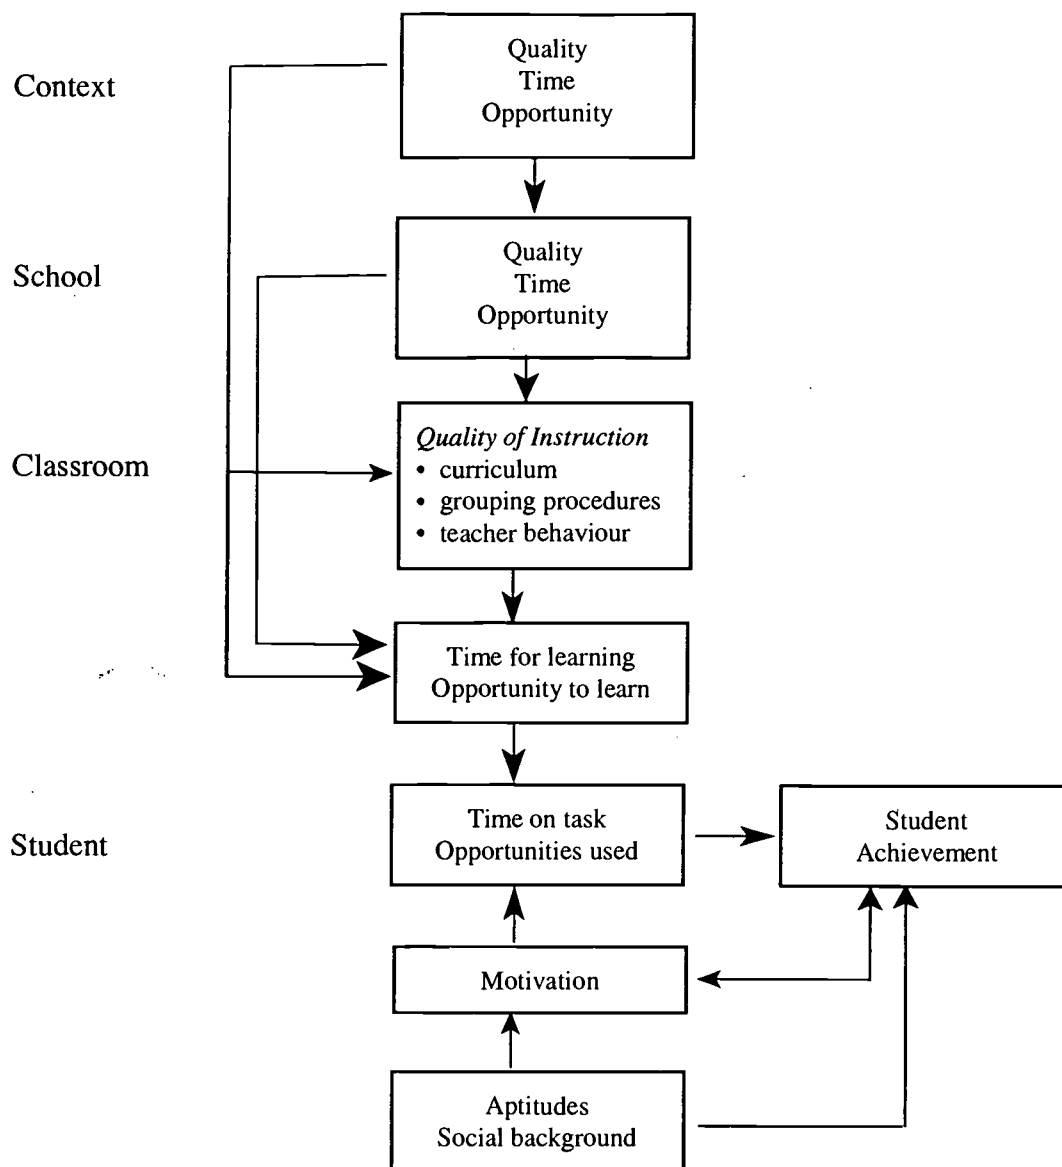 Context
Quality
Time
Opportunity
School
Quality
Time
Opportunity
Classroom
Quality of Instruction
• curriculum
• grouping procedures
• teacher behaviour
Time for learning
Opportunity to learn
Student
Time on task
Opportunities used
Student
Achievement
Motivation
Aptitudes
Social background